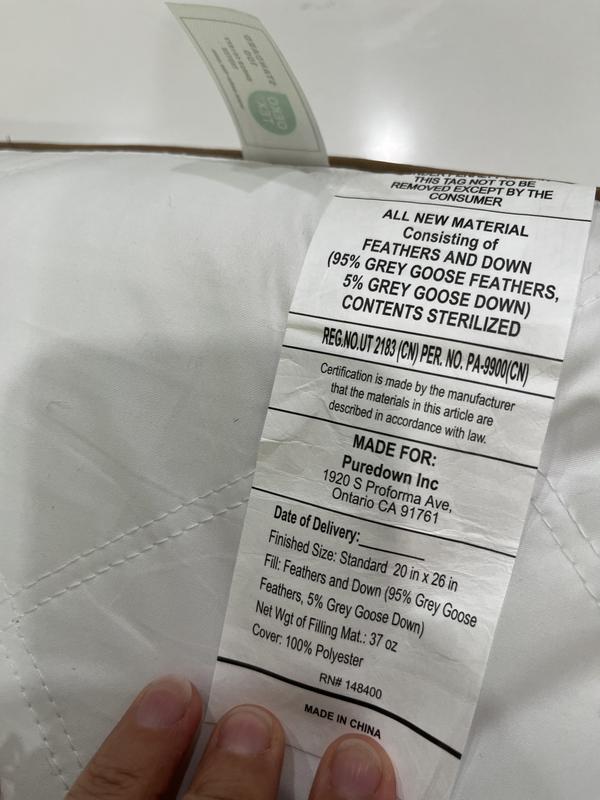 THIS TAG NOT TO BE
REMOVED EXCEPT BY THE
CONSUMER
ALL NEW MATERIAL
Consisting of
FEATHERS AND DOWN
(95% GREY GOOSE FEATHERS,
5% GREY GOOSE DOWN)
CONTENTS STERILIZED
REG.NO.UT 2183 (CN) PER. NO. PA-9900(CN)
Certification is made by the manufacturer
that the materials in this article are
described in accordance with law.
MADE FOR:
Puredown Inc
1920 S Proforma Ave,
Ontario CA 91761
Date of Delivery:
Finished Size: Standard 20 in x 26 in
Fill: Feathers and Down (95% Grey Goose
Feathers, 5% Grey Goose Down)
Net Wgt of Filling Mat.: 37 oz
Cover: 100% Polyester
RN# 148400
MADE IN CHINA